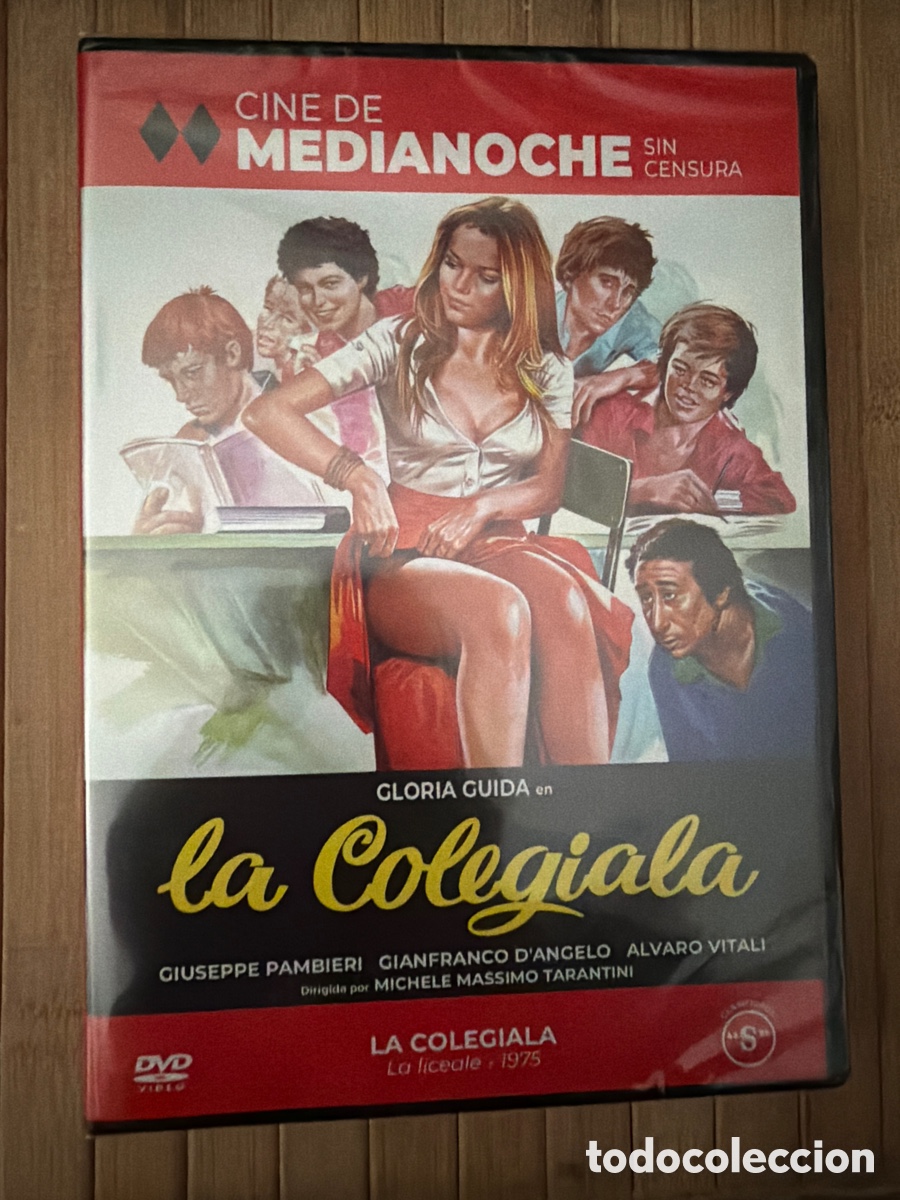 CINE DE
MEDIANOCHE
SIN
CENSURA
GLORIA GUIDA en
la Colegiala
GIUSEPPE PAMBIERI GIANFRANCO D'ANGELO ALVARO VITALI
Dirigida por MICHELE MASSIMO TARANTINI
LA COLEGIALA
La liceale - 1975
DVD
VIDEO
"S"
todocoleccion